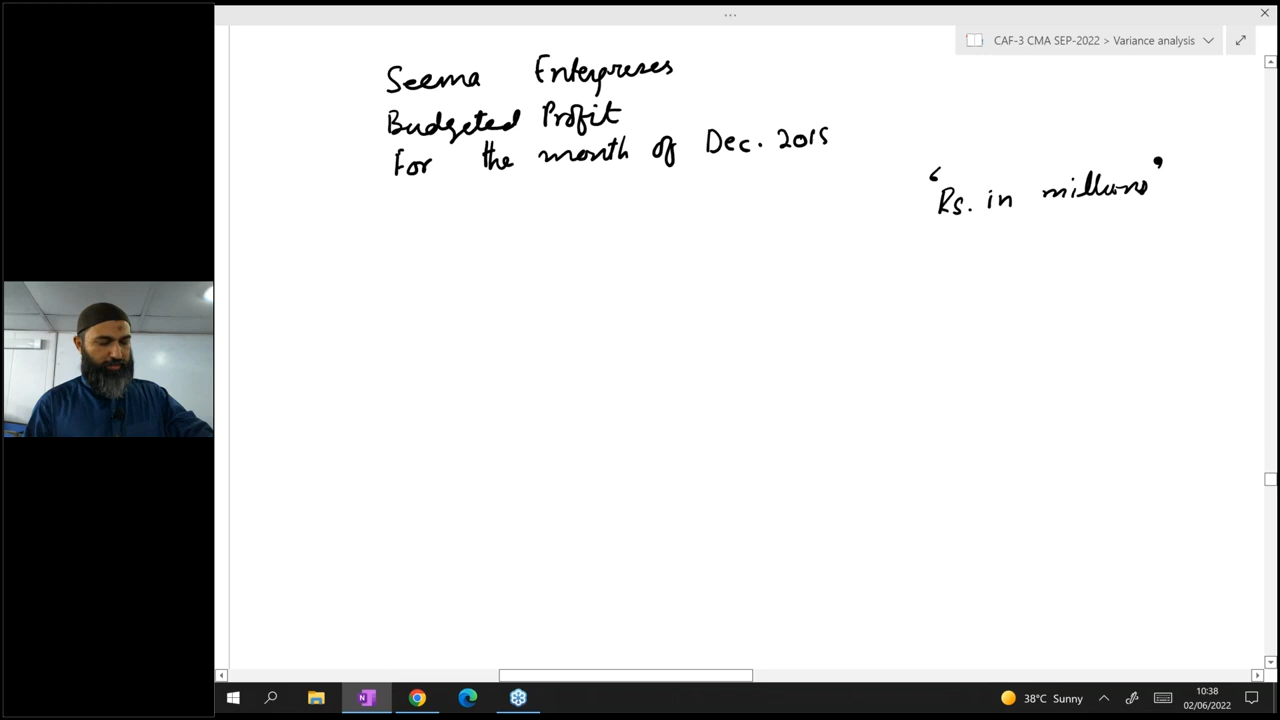 CAF-3 CMA SEP-2022 > Variance analysis
Seema Enterprises
Budgeted Profit
For the month of Dec. 2015
"Rs. in millions"
38°C Sunny
10:38
02/06/2022